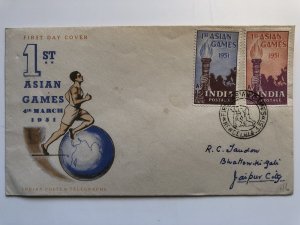 FIRST DAY COVER
1ST
ASIAN
GAMES
4TH MARCH
1951
INDIAN POSTS & TELEGRAPHS
1ST ASIAN
GAMES
1951
INDIA
POSTAGE
1ST ASIAN
GAMES
1951
INDIA
POSTAGE
R. C. Tandon
Jaipur City